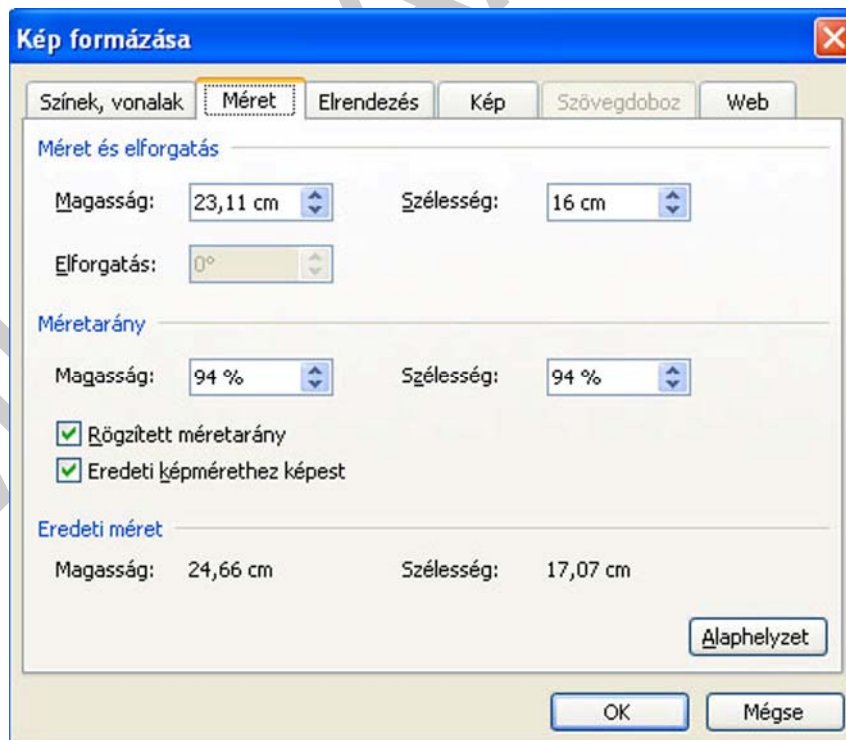 Kép formázása
Színek, vonalak Méret Elrendezés Kép Szövegdoboz Web
Méret és elforgatás
Magasság: 23,11 cm Szélesség: 16 cm
Elforgatás: 0°
Méretarány
Magasság: 94 % Szélesség: 94 %
Rögzített méretarány
Eredeti képmérethez képest
Eredeti méret
Magasság: 24,66 cm Szélesség: 17,07 cm
Alaphelyzet
OK Mégse